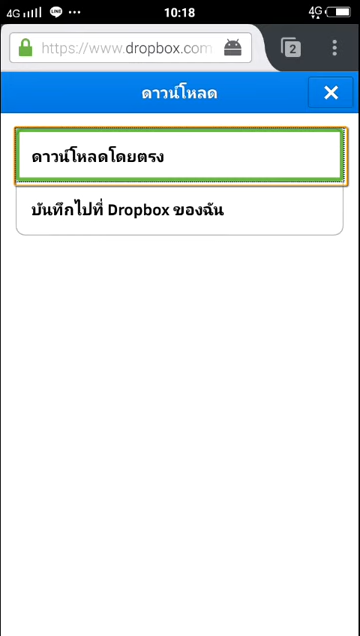 4G LINE ... 10:18 4G
https://www.dropbox.com 2
ดาวน์โหลด
ดาวน์โหลดโดยตรง
บันทึกไปที่ Dropbox ของฉัน